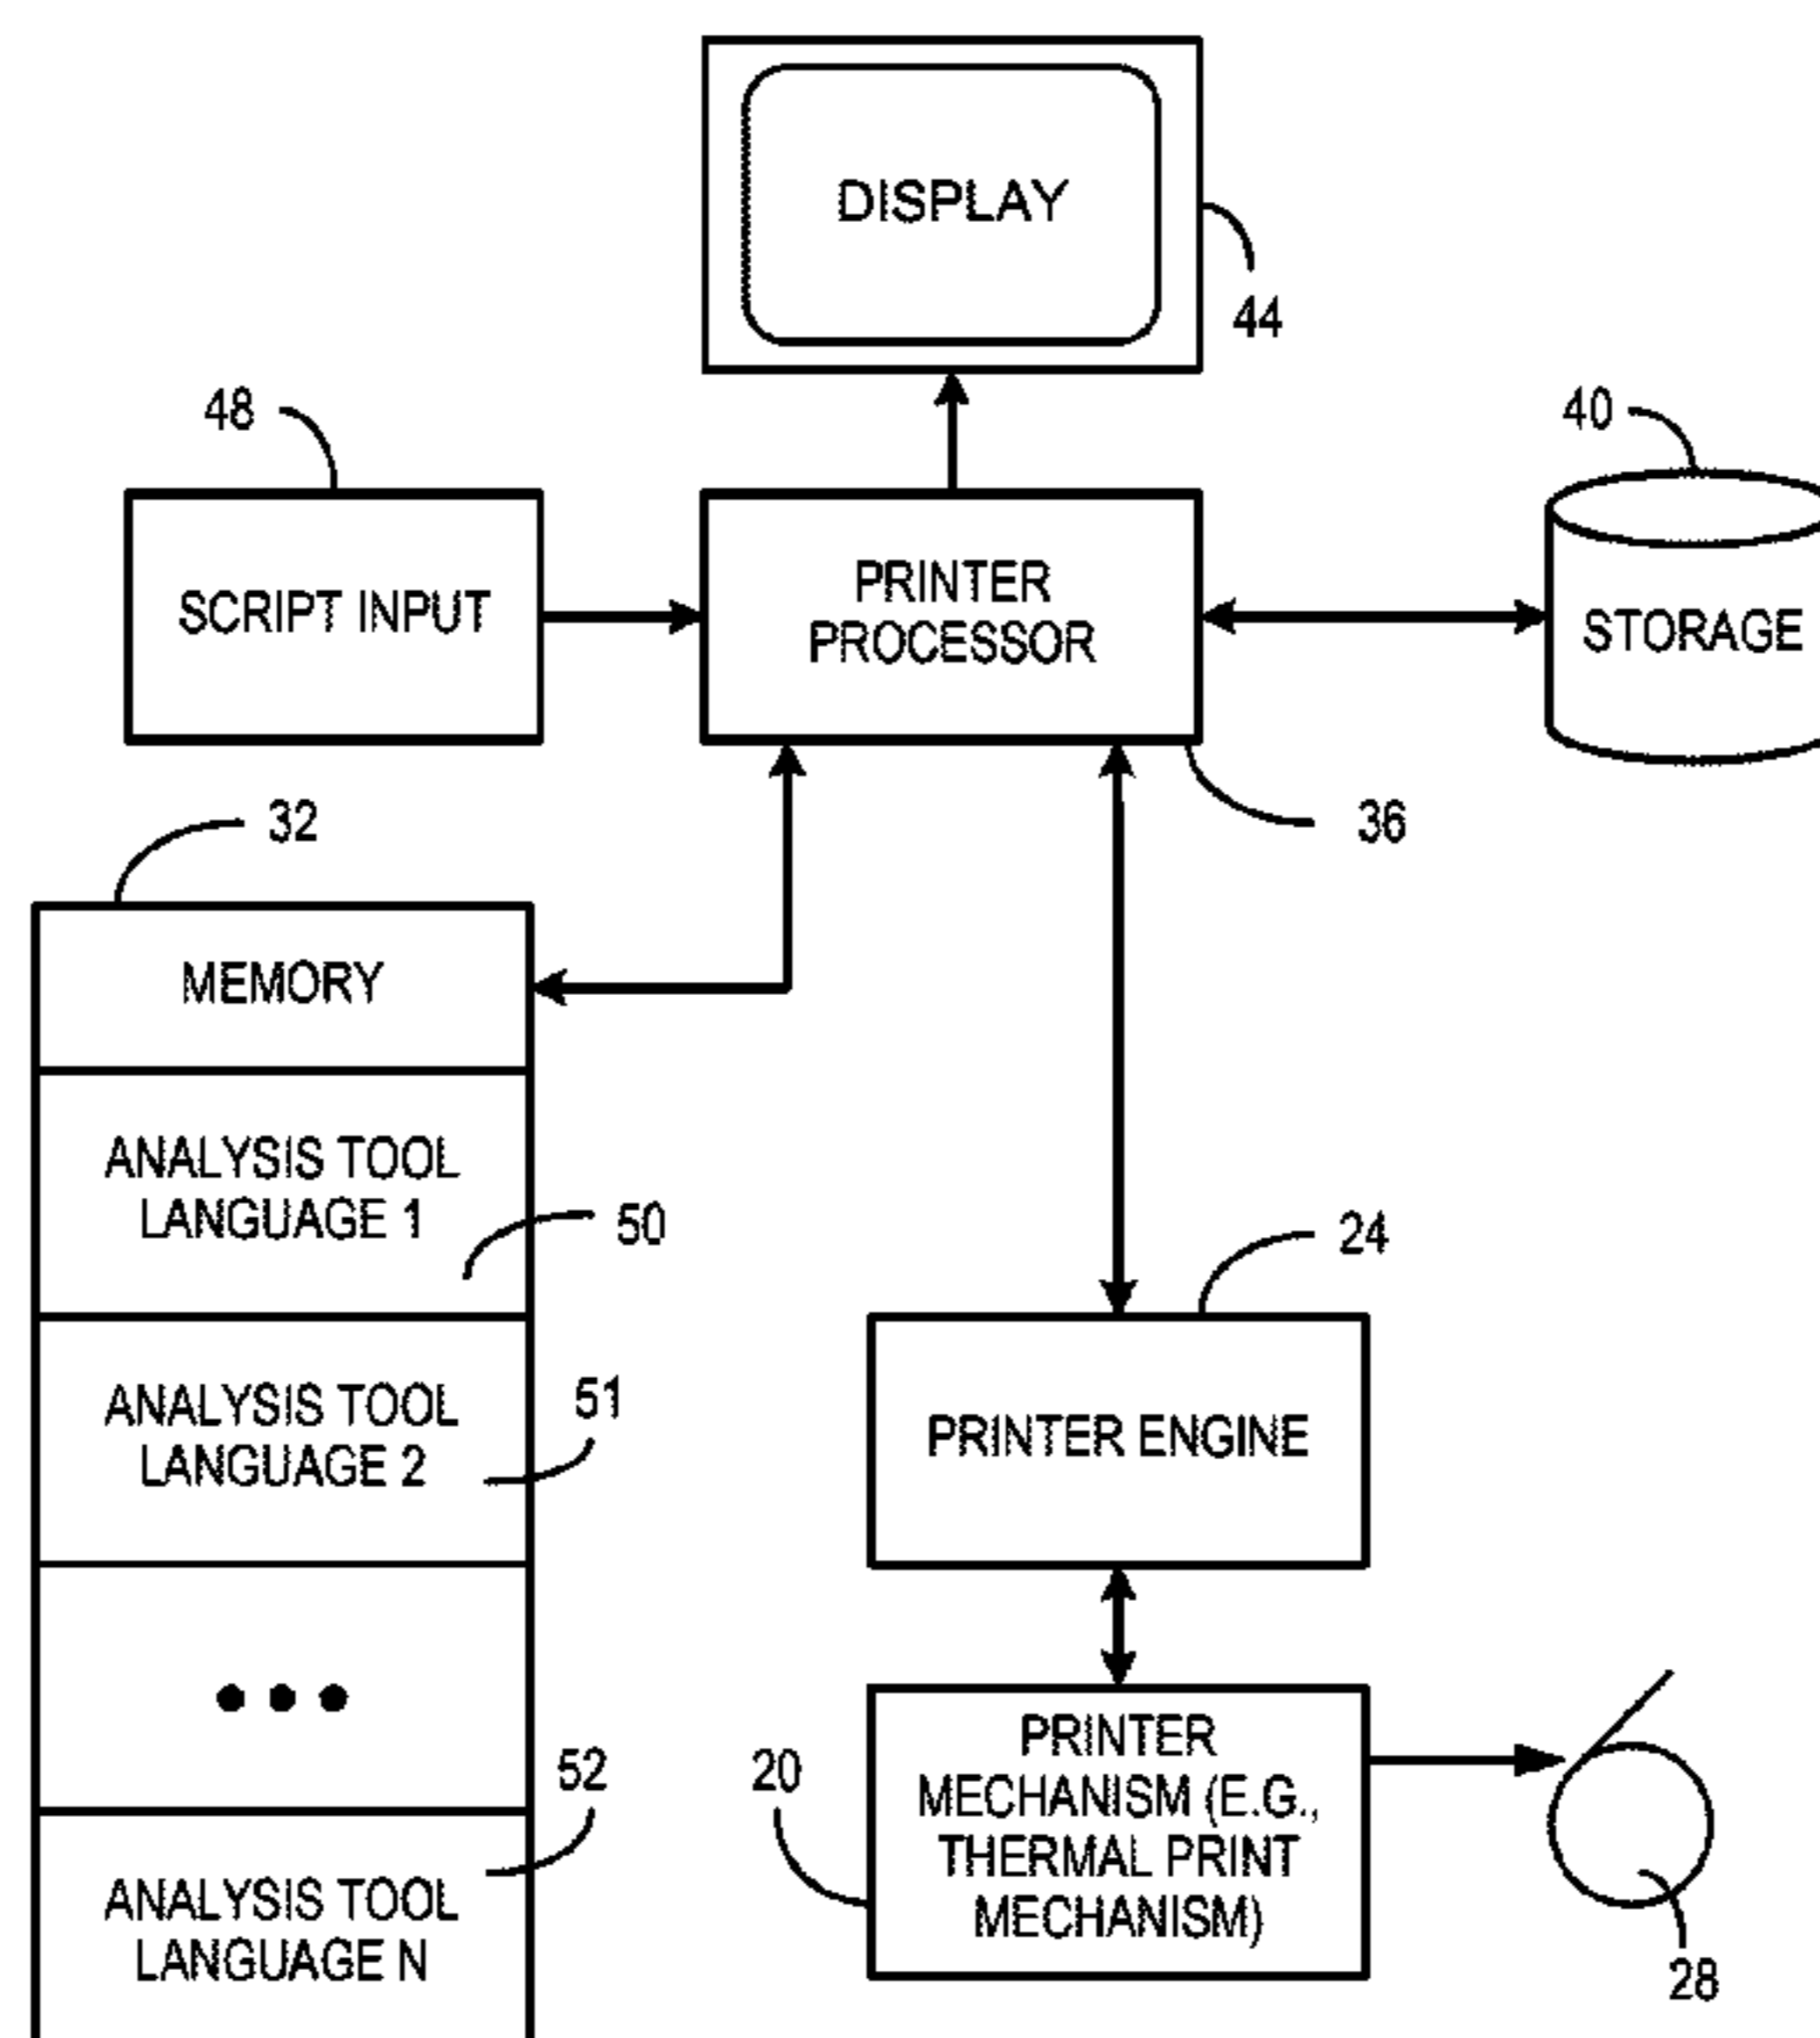 DISPLAY
44
48
40
SCRIPT INPUT
PRINTER
PROCESSOR
STORAGE
32
36
MEMORY
ANALYSIS TOOL
LANGUAGE 1
50
24
ANALYSIS TOOL
LANGUAGE 2
51
PRINTER ENGINE
52
20
PRINTER
MECHANISM (E.G.,
THERMAL PRINT
MECHANISM)
ANALYSIS TOOL
LANGUAGE N
28